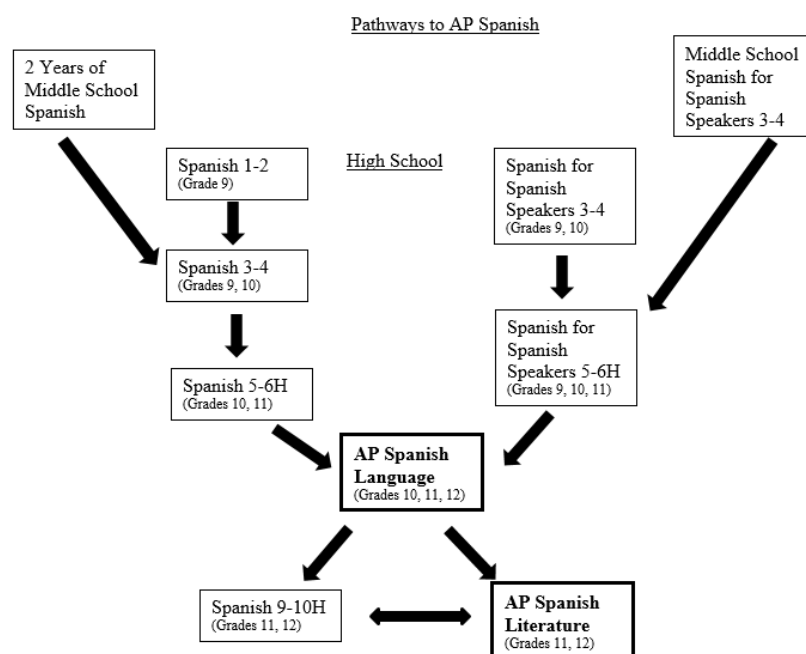 Pathways to AP Spanish
2 Years of
Middle School
Spanish
Middle School
Spanish for
Spanish
Speakers 3-4
High School
Spanish 1-2
(Grade 9)
Spanish for
Spanish
Speakers 3-4
(Grades 9, 10)
Spanish 3-4
(Grades 9, 10)
Spanish for
Spanish
Speakers 5-6H
(Grades 9, 10, 11)
Spanish 5-6H
(Grades 10, 11)
AP Spanish
Language
(Grades 10, 11, 12)
Spanish 9-10H
(Grades 11, 12)
AP Spanish
Literature
(Grades 11, 12)